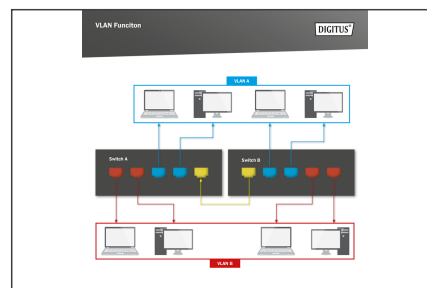 VLAN Funciton
DIGITUS®
VLAN A
Switch A
Switch B
VLAN B